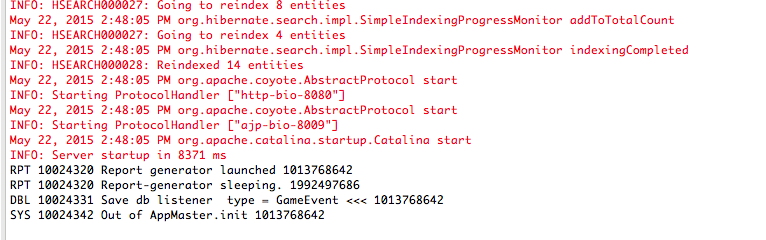 INFO: HSEARCH000027: Going to reindex 8 entities
May 22, 2015 2:48:05 PM org.hibernate.search.impl.SimpleIndexingProgressMonitor addToTotalCount
INFO: HSEARCH000027: Going to reindex 4 entities
May 22, 2015 2:48:05 PM org.hibernate.search.impl.SimpleIndexingProgressMonitor indexingCompleted
INFO: HSEARCH000028: Reindexed 14 entities
May 22, 2015 2:48:05 PM org.apache.coyote.AbstractProtocol start
INFO: Starting ProtocolHandler ["http-bio-8080"]
May 22, 2015 2:48:05 PM org.apache.coyote.AbstractProtocol start
INFO: Starting ProtocolHandler ["ajp-bio-8009"]
May 22, 2015 2:48:05 PM org.apache.catalina.startup.Catalina start
INFO: Server startup in 8371 ms
RPT 10024320 Report generator launched 1013768642
RPT 10024320 Report-generator sleeping. 1992497686
DBL 10024331 Save db listener  type = GameEvent <<< 1013768642
SYS 10024342 Out of AppMaster.init 1013768642